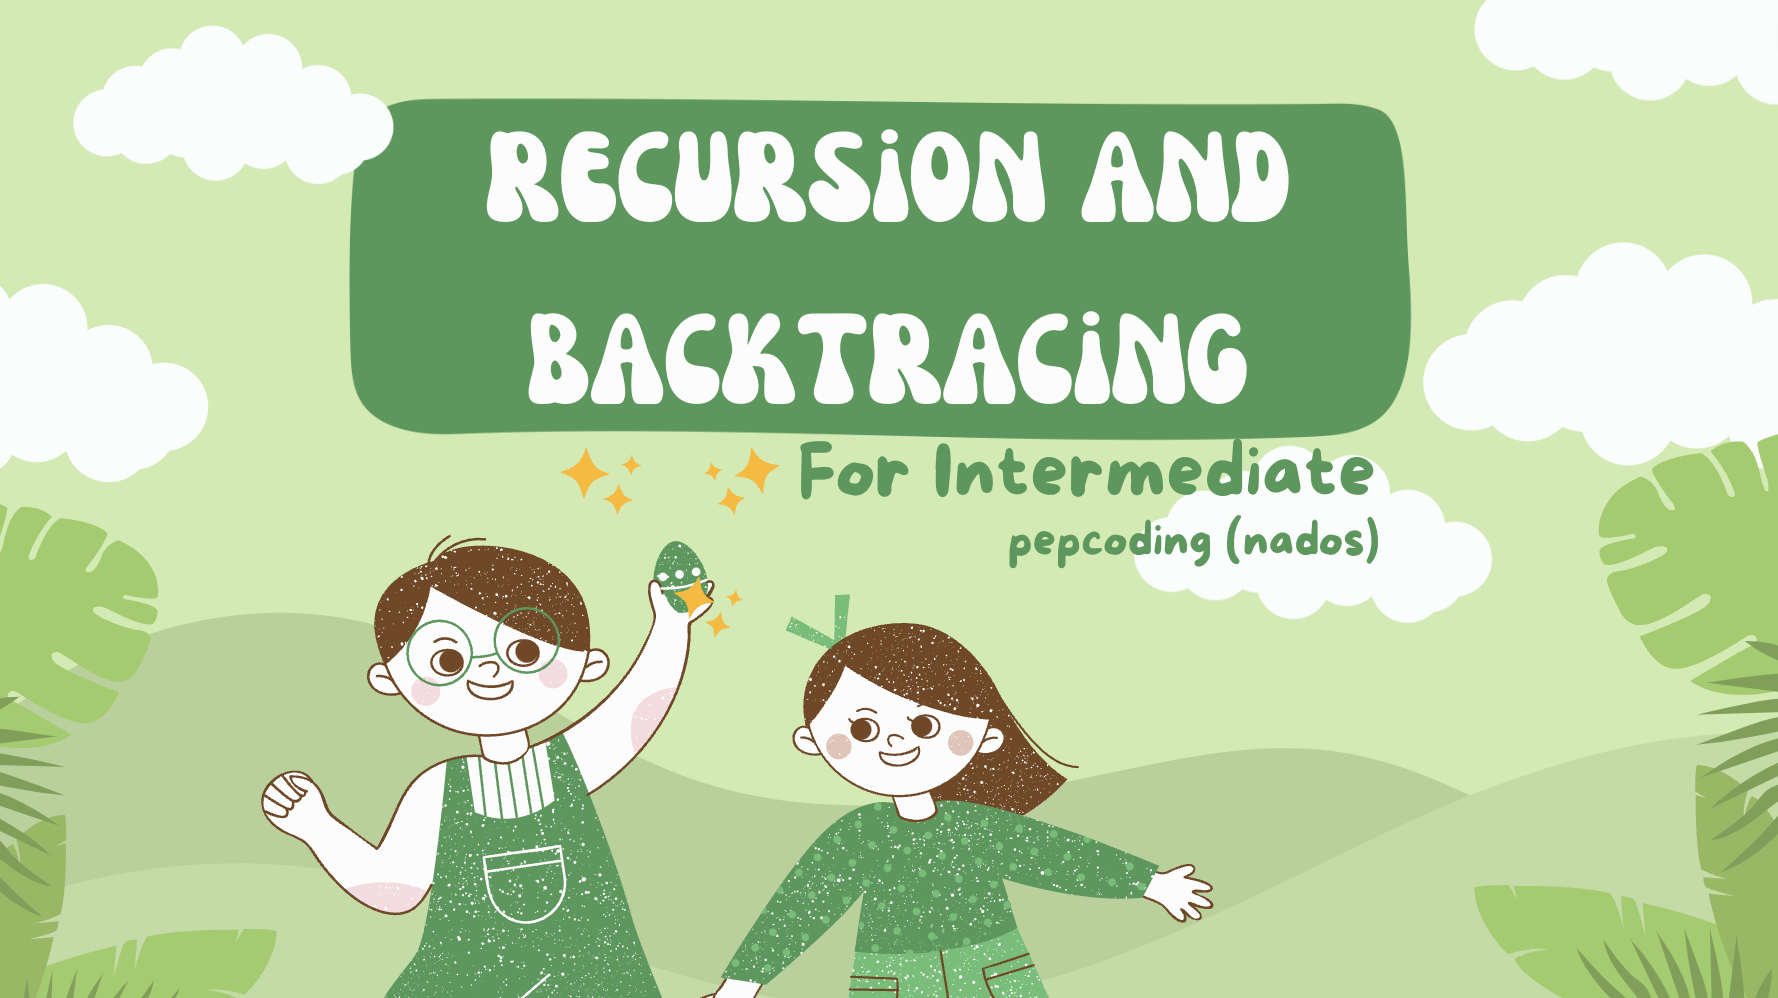 RECURSION AND
BACKTRACING
For Intermediate
pepcoding (nados)